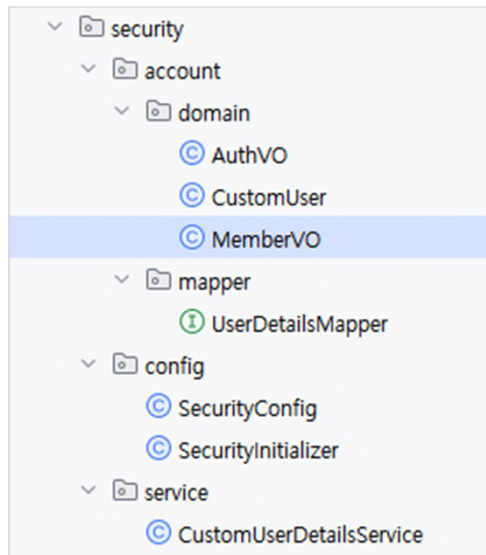 security
account
domain
AuthVO
CustomUser
MemberVO
mapper
UserDetailsMapper
config
SecurityConfig
SecurityInitializer
service
CustomUserDetailsService